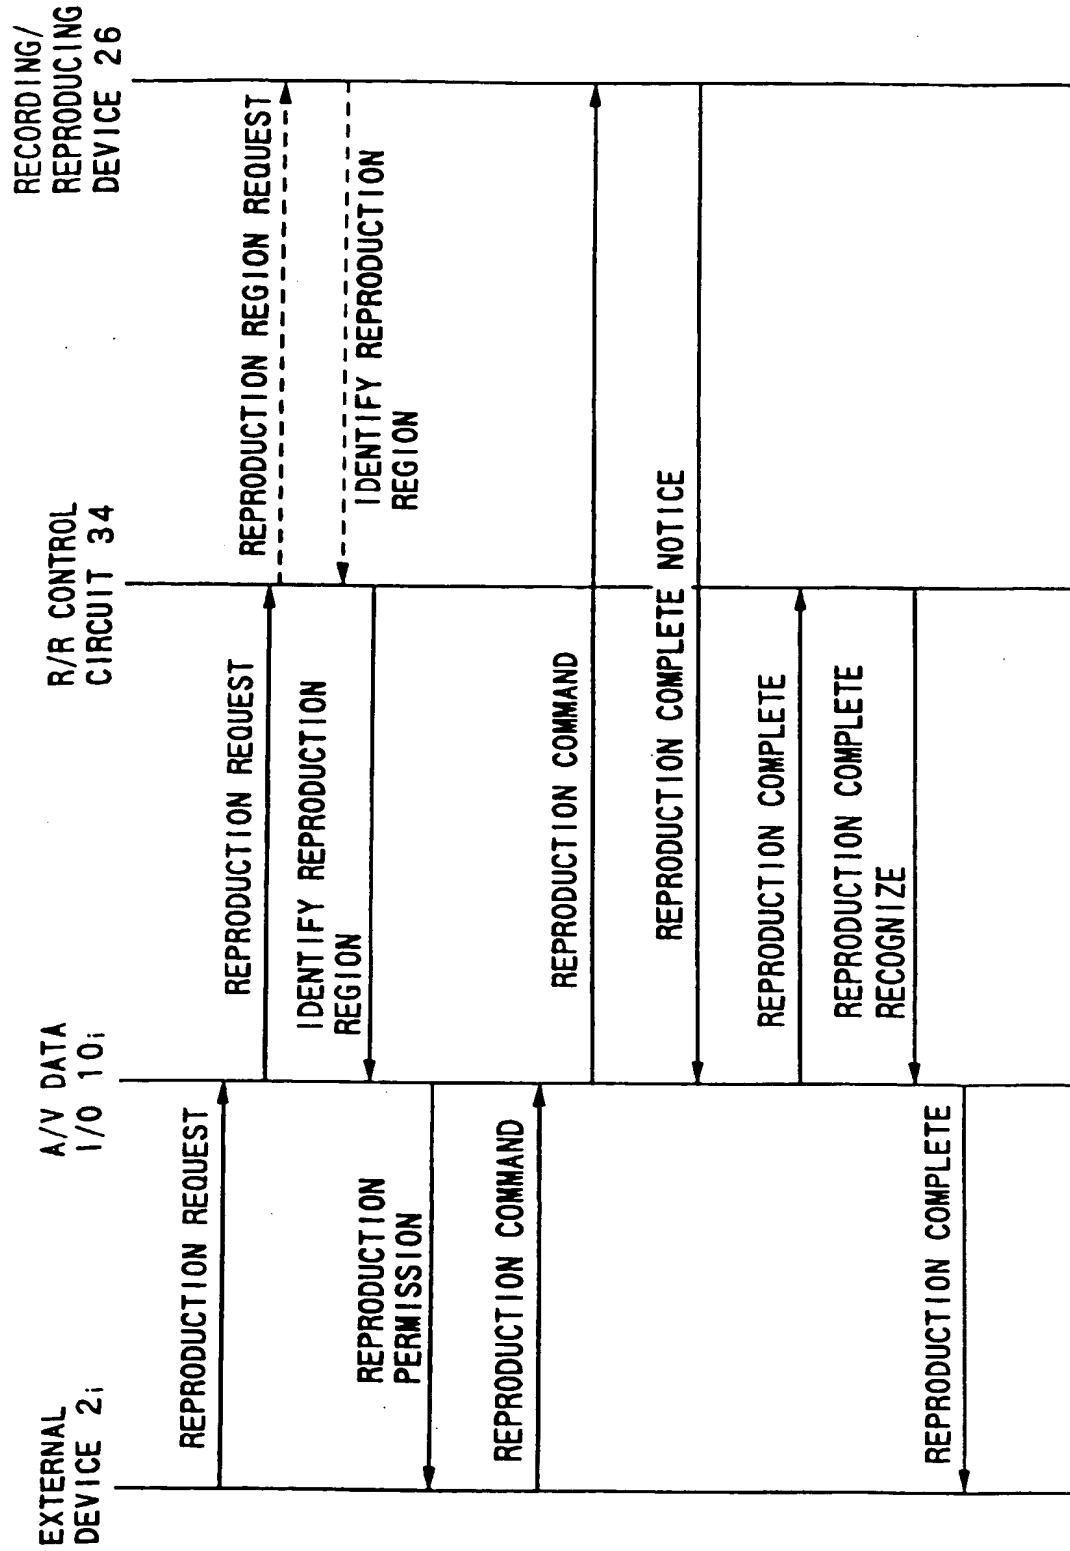 EXTERNAL
DEVICE 2i
A/V DATA
I/O 10i
R/R CONTROL
CIRCUIT 34
RECORDING/
REPRODUCING
DEVICE 26
REPRODUCTION REQUEST
REPRODUCTION REQUEST
REPRODUCTION REGION REQUEST
IDENTIFY REPRODUCTION
REGION
IDENTIFY REPRODUCTION
REGION
REPRODUCTION
PERMISSION
REPRODUCTION COMMAND
REPRODUCTION COMMAND
REPRODUCTION COMPLETE NOTICE
REPRODUCTION COMPLETE
REPRODUCTION COMPLETE
RECOGNIZE
REPRODUCTION COMPLETE